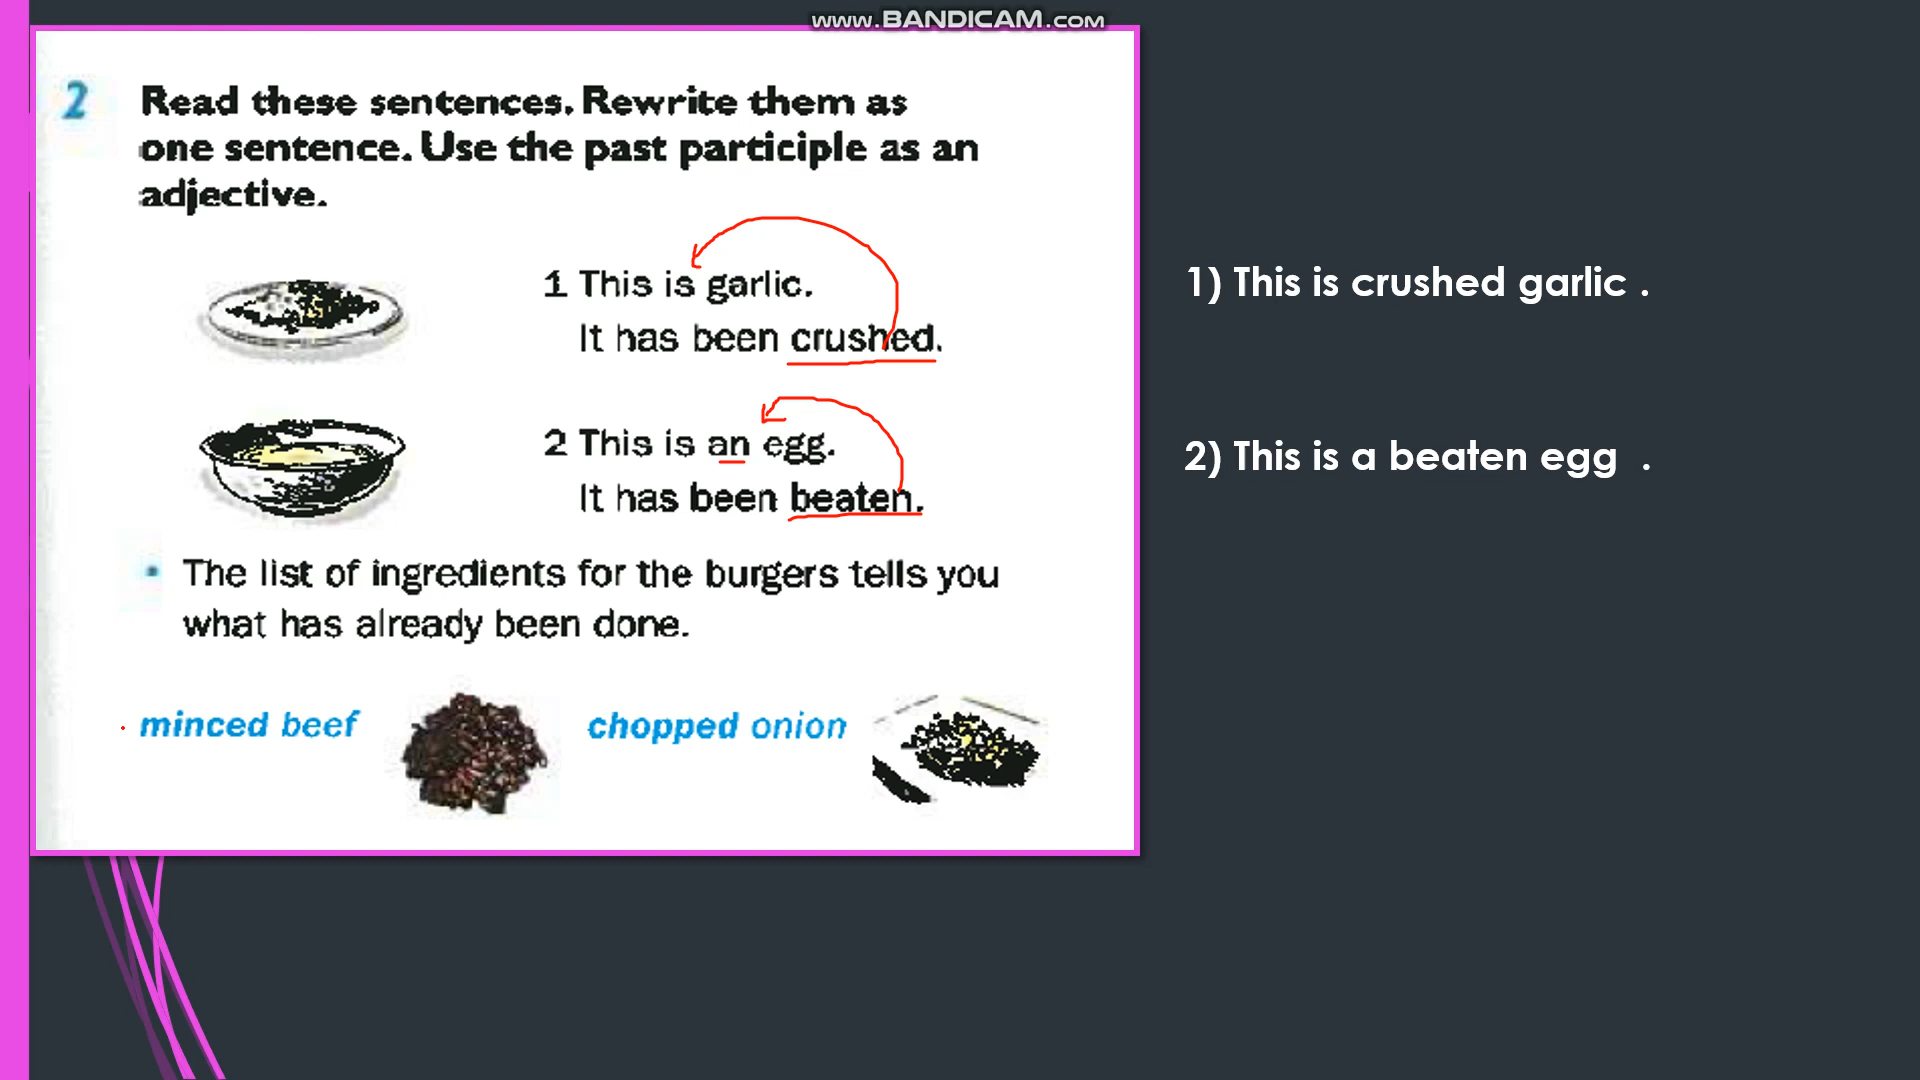 www.BANDICAM.com
2 Read these sentences. Rewrite them as
one sentence. Use the past participle as an
adjective.
1 This is garlic.
It has been crushed.
2 This is an egg.
It has been beaten.
• The list of ingredients for the burgers tells you
what has already been done.
minced beef
chopped onion
1) This is crushed garlic .
2) This is a beaten egg .